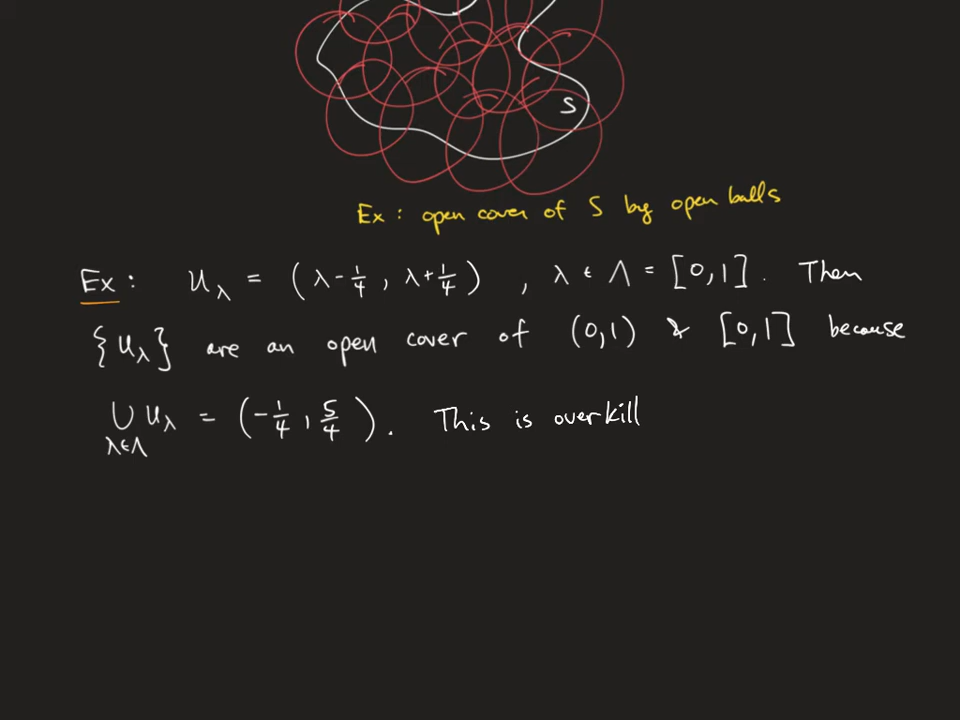 S
Ex: open cover of S by open balls
Ex: U_λ = (λ-1/4, λ+1/4), λ ∈ Λ = [0,1]. Then
{U_λ} are an open cover of (0,1) & [0,1] because
∪_{λ∈Λ} U_λ = (-1/4, 5/4). This is overkill